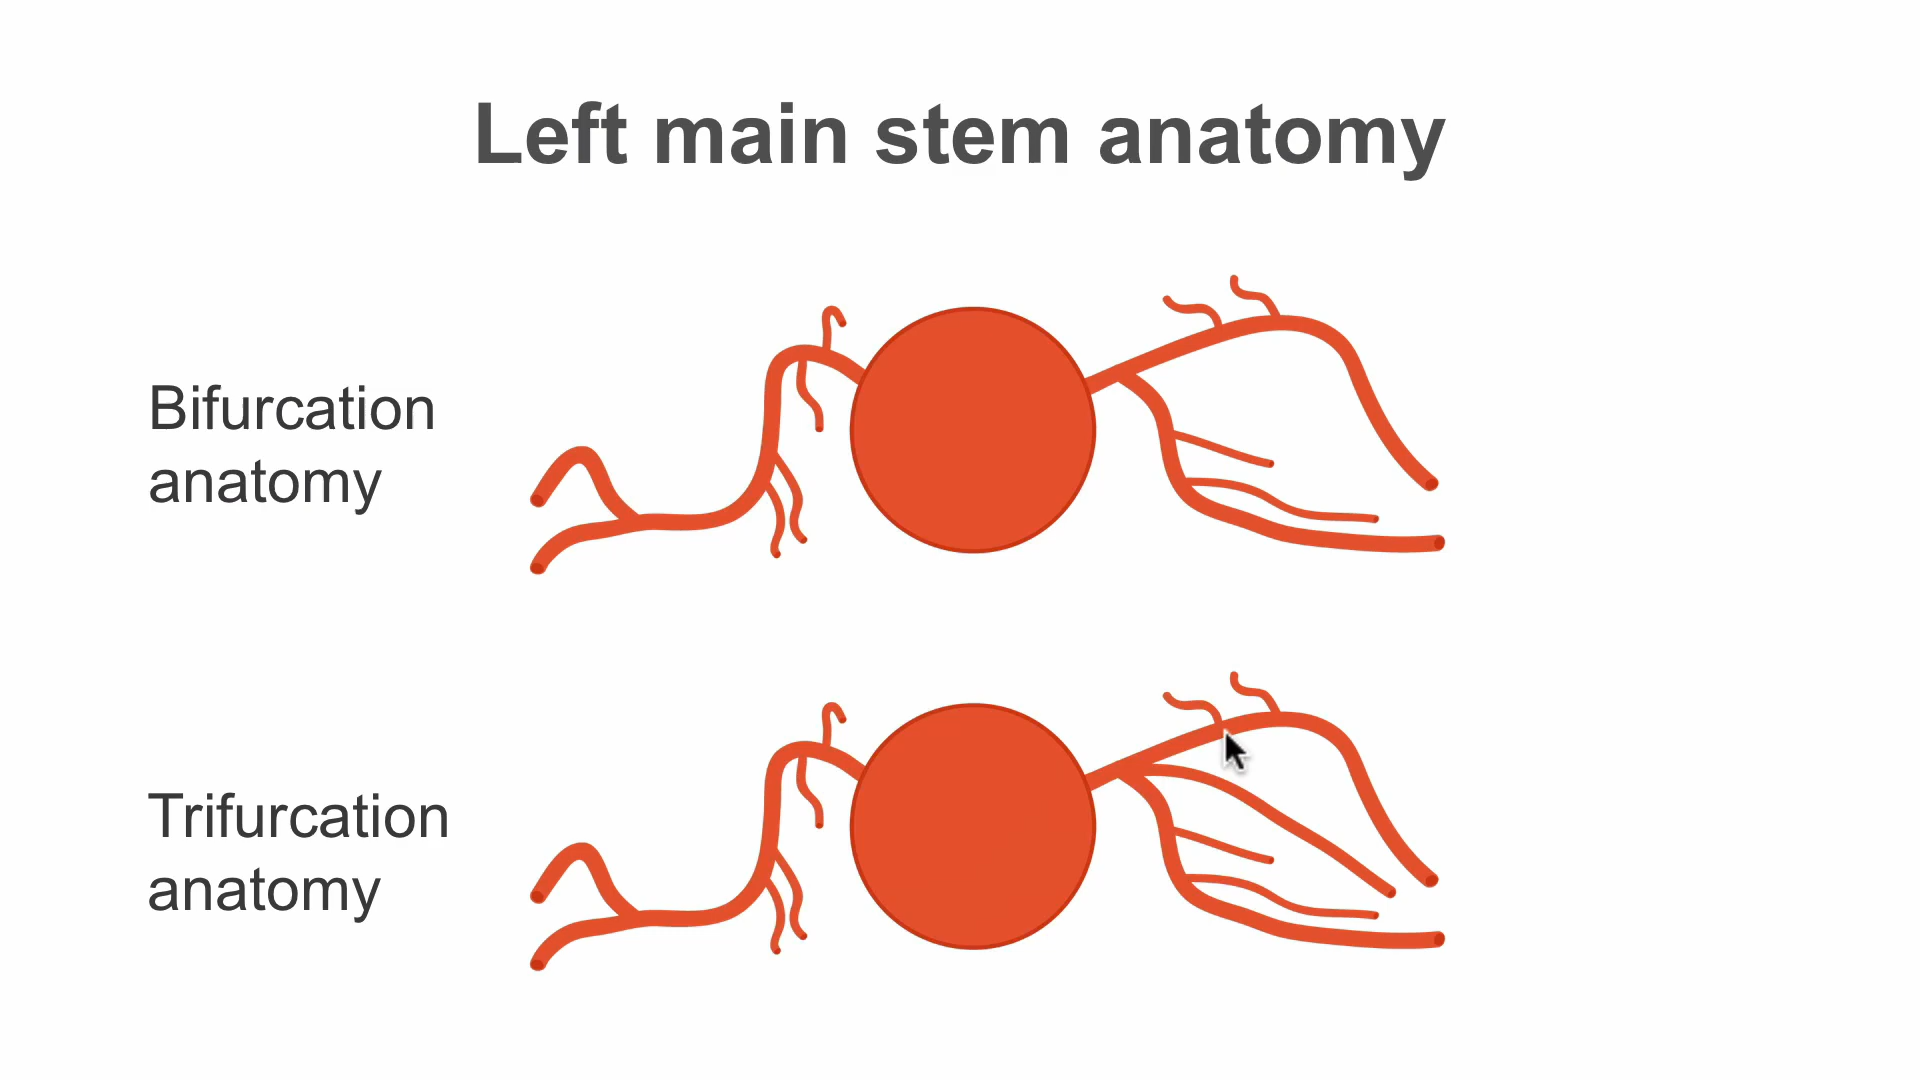 Left main stem anatomy
Bifurcation
anatomy
Trifurcation
anatomy